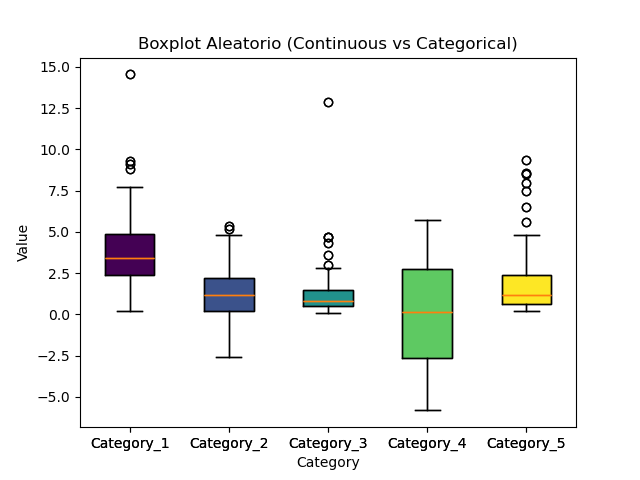 Boxplot Aleatorio (Continuous vs Categorical)
15.0
12.5
10.0
7.5
5.0
2.5
0.0
−2.5
−5.0
Value
Category_1 Category_2 Category_3 Category_4 Category_5
Category